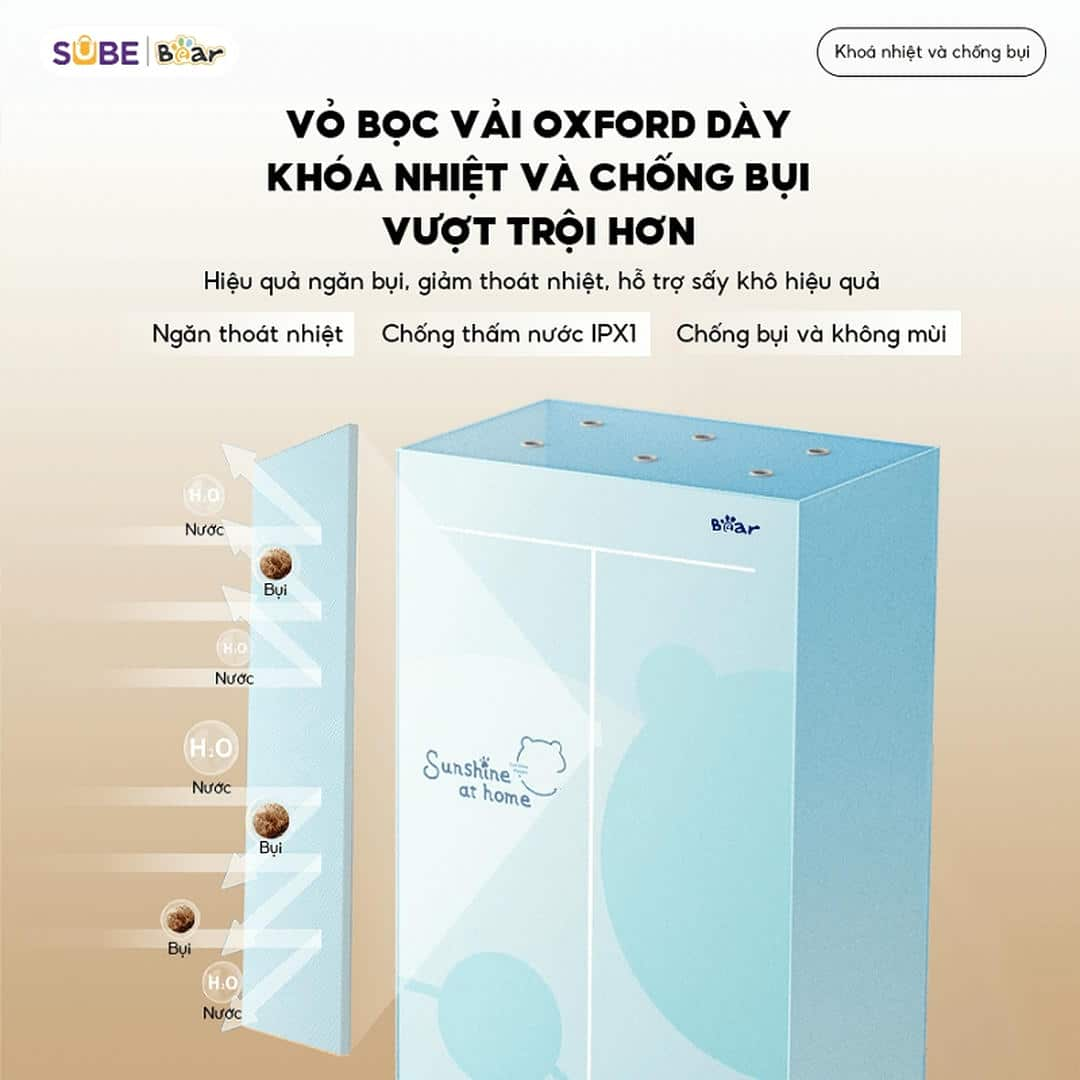 SUBE | Bear
Khoá nhiệt và chống bụi
VỎ BỌC VẢI OXFORD DÀY
KHÓA NHIỆT VÀ CHỐNG BỤI
VƯỢT TRỘI HƠN
Hiệu quả ngăn bụi, giảm thoát nhiệt, hỗ trợ sấy khô hiệu quả
Ngăn thoát nhiệt
Chống thấm nước IPX1
Chống bụi và không mùi
H₂O
Nước
Bụi
H₂O
Nước
H₂O
Nước
Bụi
Bụi
H₂O
Nước
Bear
Sunshine
at home